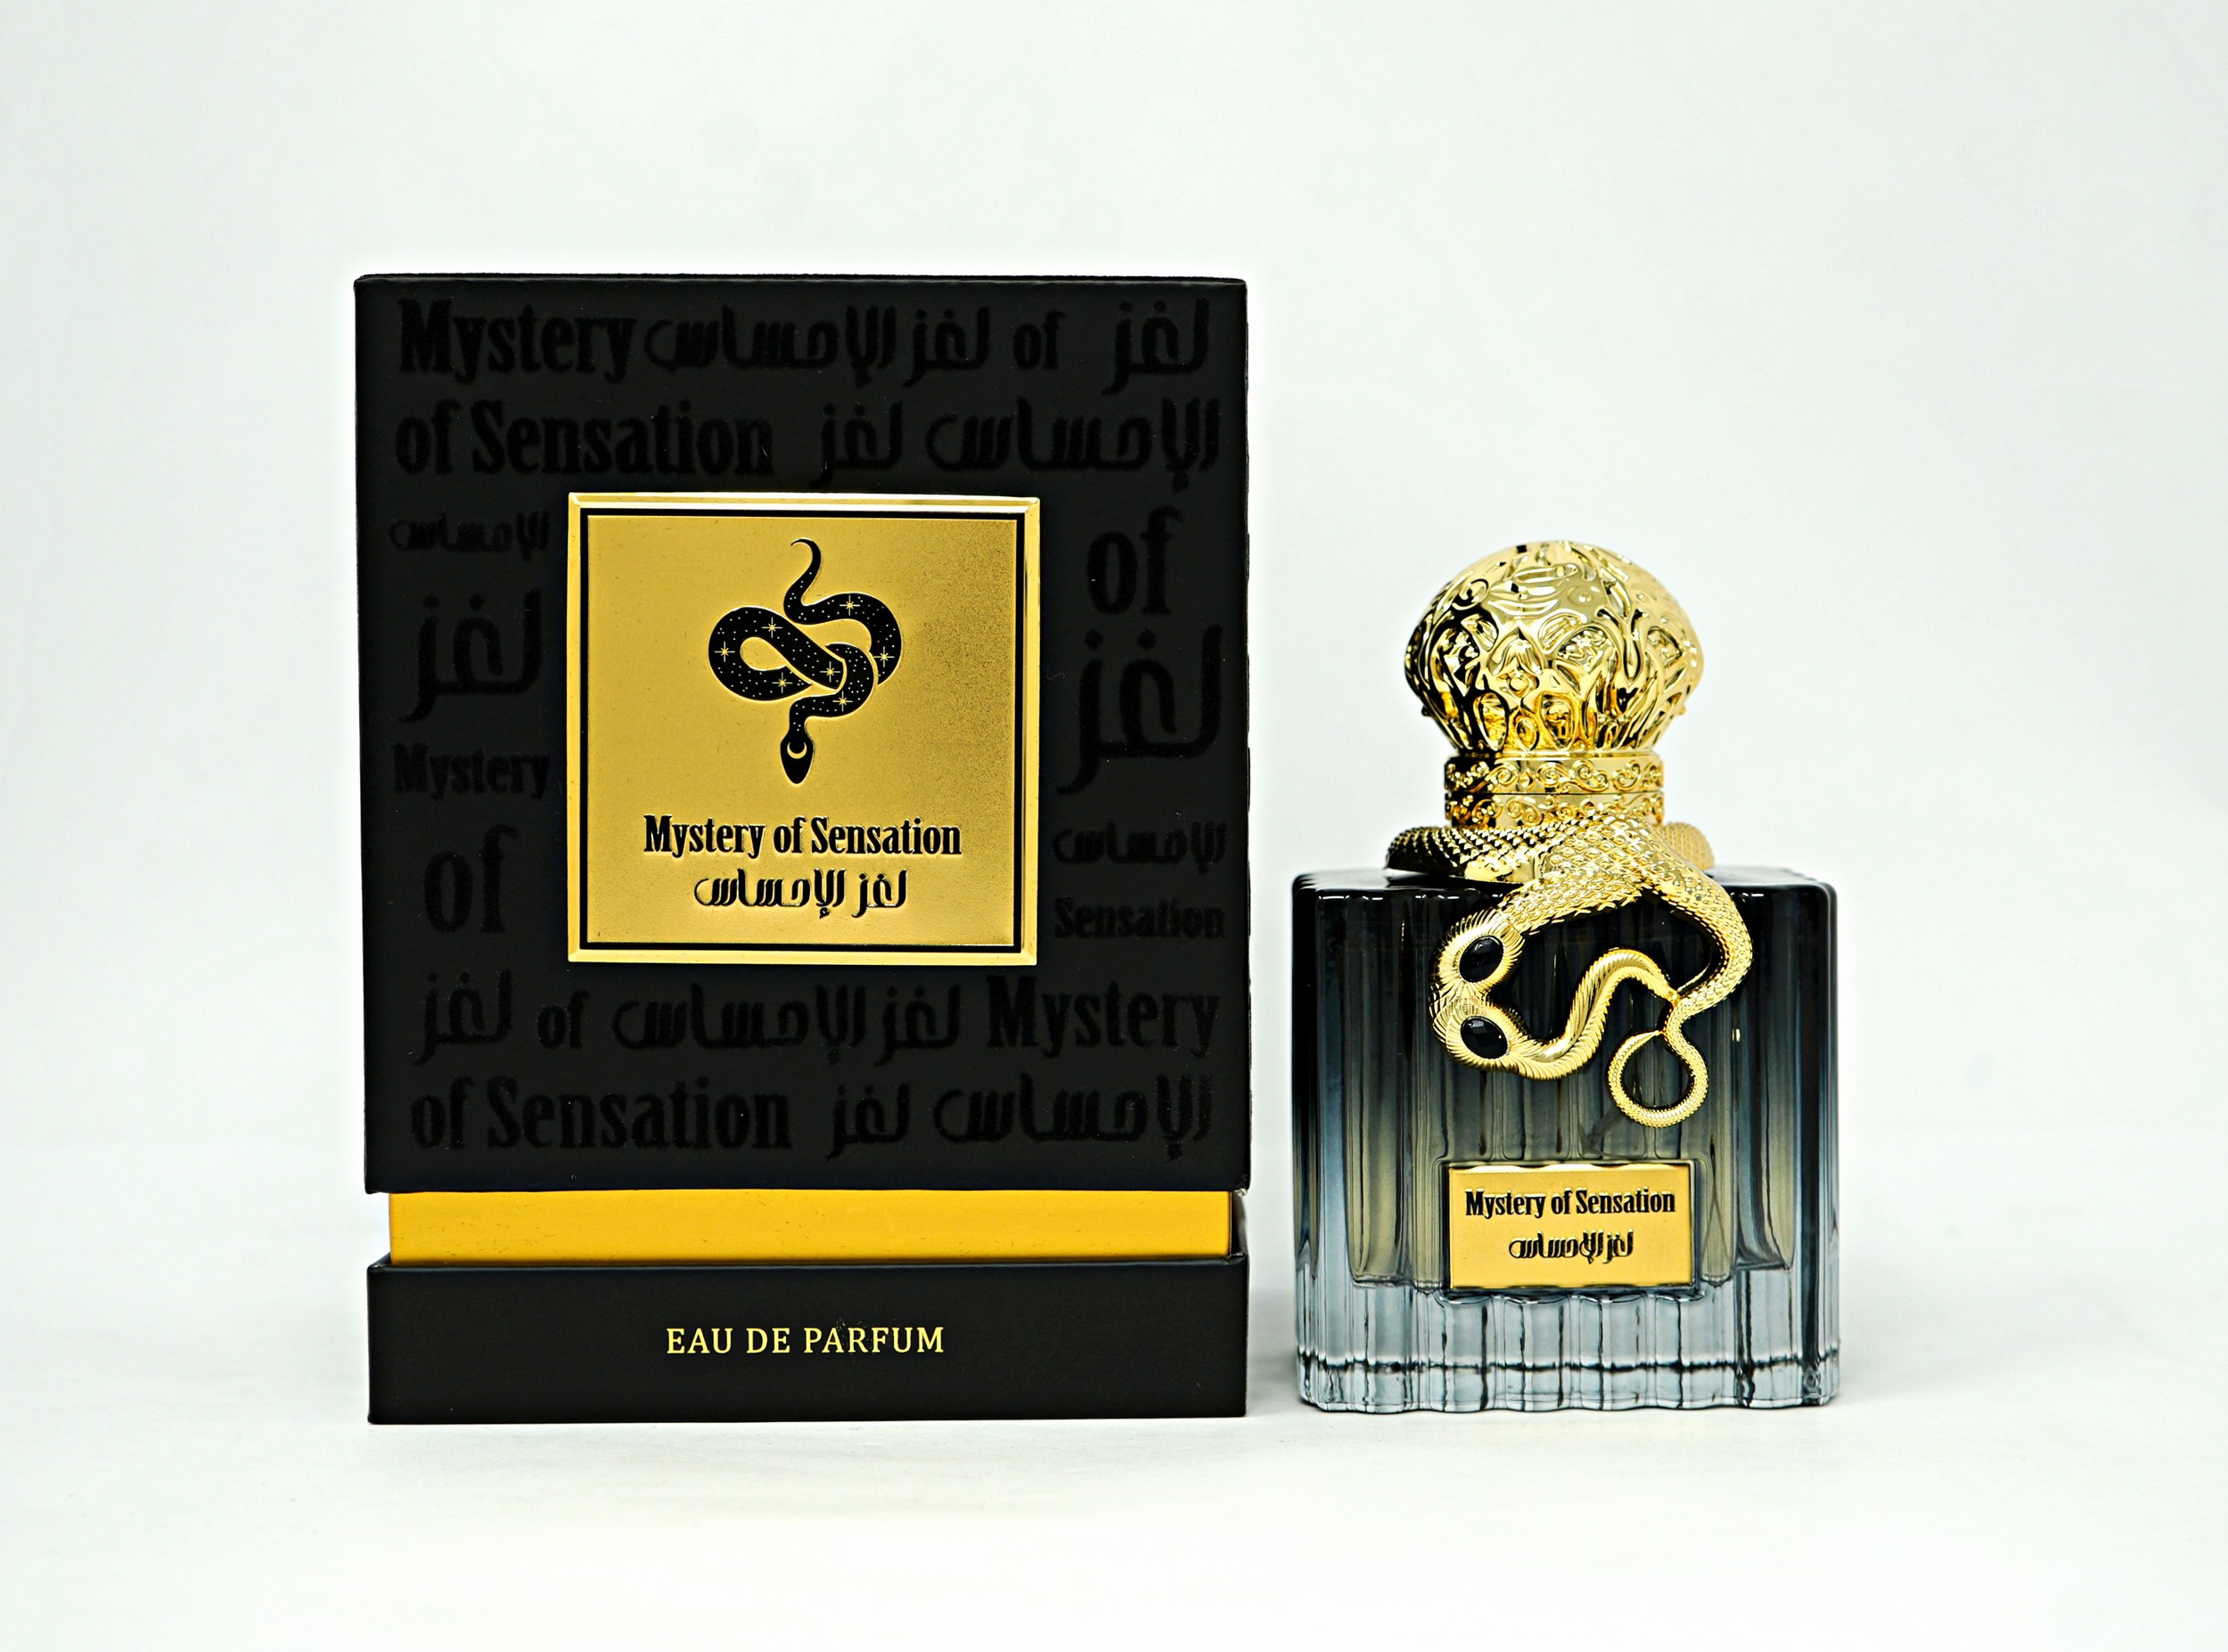 Mystery لغز الإحساس of لغز
of Sensation لغز الإحساس
الإحساس
of
لغز
لغز
Mystery
Mystery of Sensation
لغز الإحساس
of
الإحساس
Sensation
لغز of لغز الإحساس Mystery
of Sensation لغز الإحساس
EAU DE PARFUM
Mystery of Sensation
لغز الإحساس